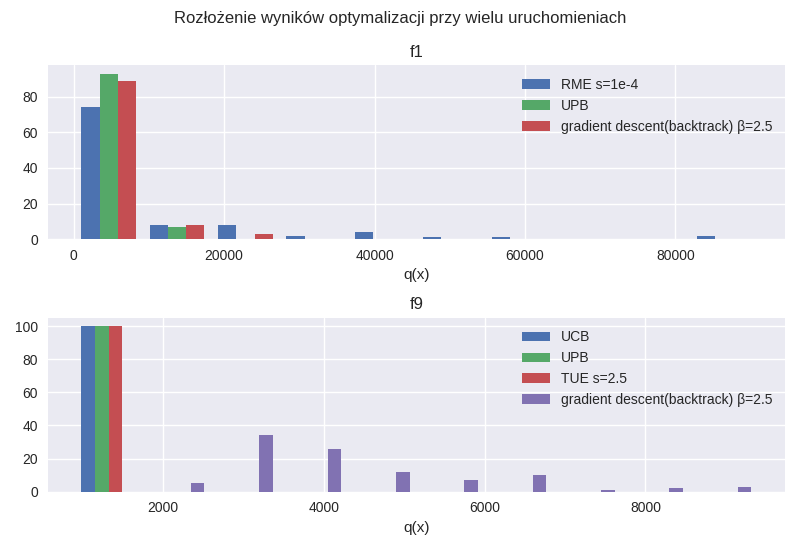 Rozłożenie wyników optymalizacji przy wielu uruchomieniach
f1
80
60
40
20
0
RME s=1e-4
UPB
gradient descent(backtrack) β=2.5
0 20000 40000 60000 80000
q(x)
f9
100
80
60
40
20
0
UCB
UPB
TUE s=2.5
gradient descent(backtrack) β=2.5
2000 4000 6000 8000
q(x)